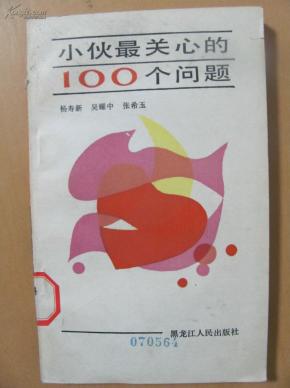 小伙最关心的
100个问题
杨寿新 吴曜中 张希玉
黑龙江人民出版社
070564